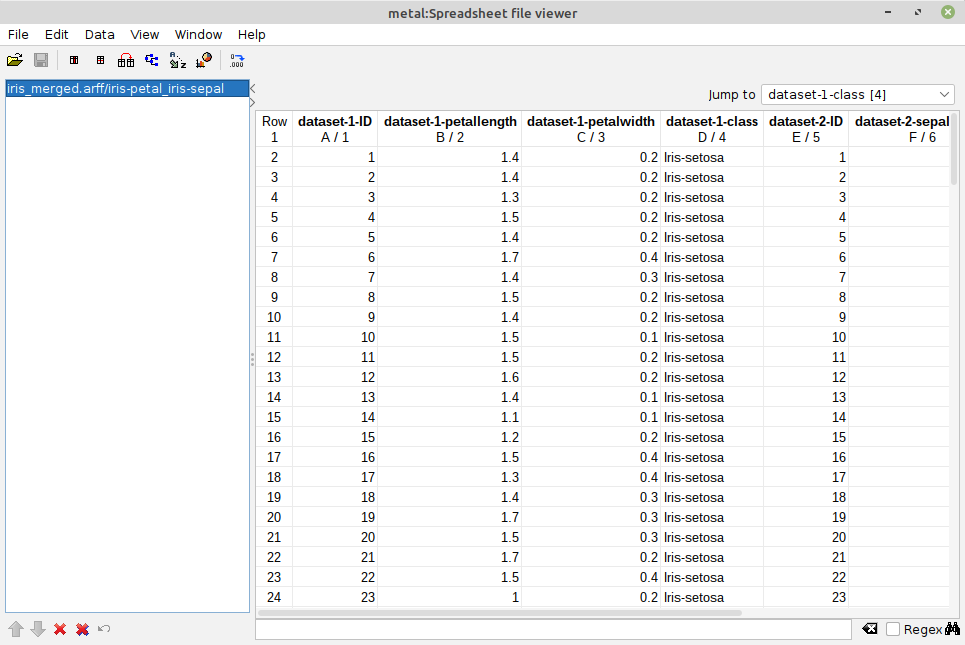 metal:Spreadsheet file viewer
File Edit Data View Window Help
iris_merged.arff/iris-petal_iris-sepal
Jump to dataset-1-class [4]
Row dataset-1-ID dataset-1-petallength dataset-1-petalwidth dataset-1-class dataset-2-ID dataset-2-sepal
1 A / 1 B / 2 C / 3 D / 4 E / 5 F / 6
2 1 1.4 0.2 Iris-setosa 1
3 2 1.4 0.2 Iris-setosa 2
4 3 1.3 0.2 Iris-setosa 3
5 4 1.5 0.2 Iris-setosa 4
6 5 1.4 0.2 Iris-setosa 5
7 6 1.7 0.4 Iris-setosa 6
8 7 1.4 0.3 Iris-setosa 7
9 8 1.5 0.2 Iris-setosa 8
10 9 1.4 0.2 Iris-setosa 9
11 10 1.5 0.1 Iris-setosa 10
12 11 1.5 0.2 Iris-setosa 11
13 12 1.6 0.2 Iris-setosa 12
14 13 1.4 0.1 Iris-setosa 13
15 14 1.1 0.1 Iris-setosa 14
16 15 1.2 0.2 Iris-setosa 15
17 16 1.5 0.4 Iris-setosa 16
18 17 1.3 0.4 Iris-setosa 17
19 18 1.4 0.3 Iris-setosa 18
20 19 1.7 0.3 Iris-setosa 19
21 20 1.5 0.3 Iris-setosa 20
22 21 1.7 0.2 Iris-setosa 21
23 22 1.5 0.4 Iris-setosa 22
24 23 1 0.2 Iris-setosa 23
Regex